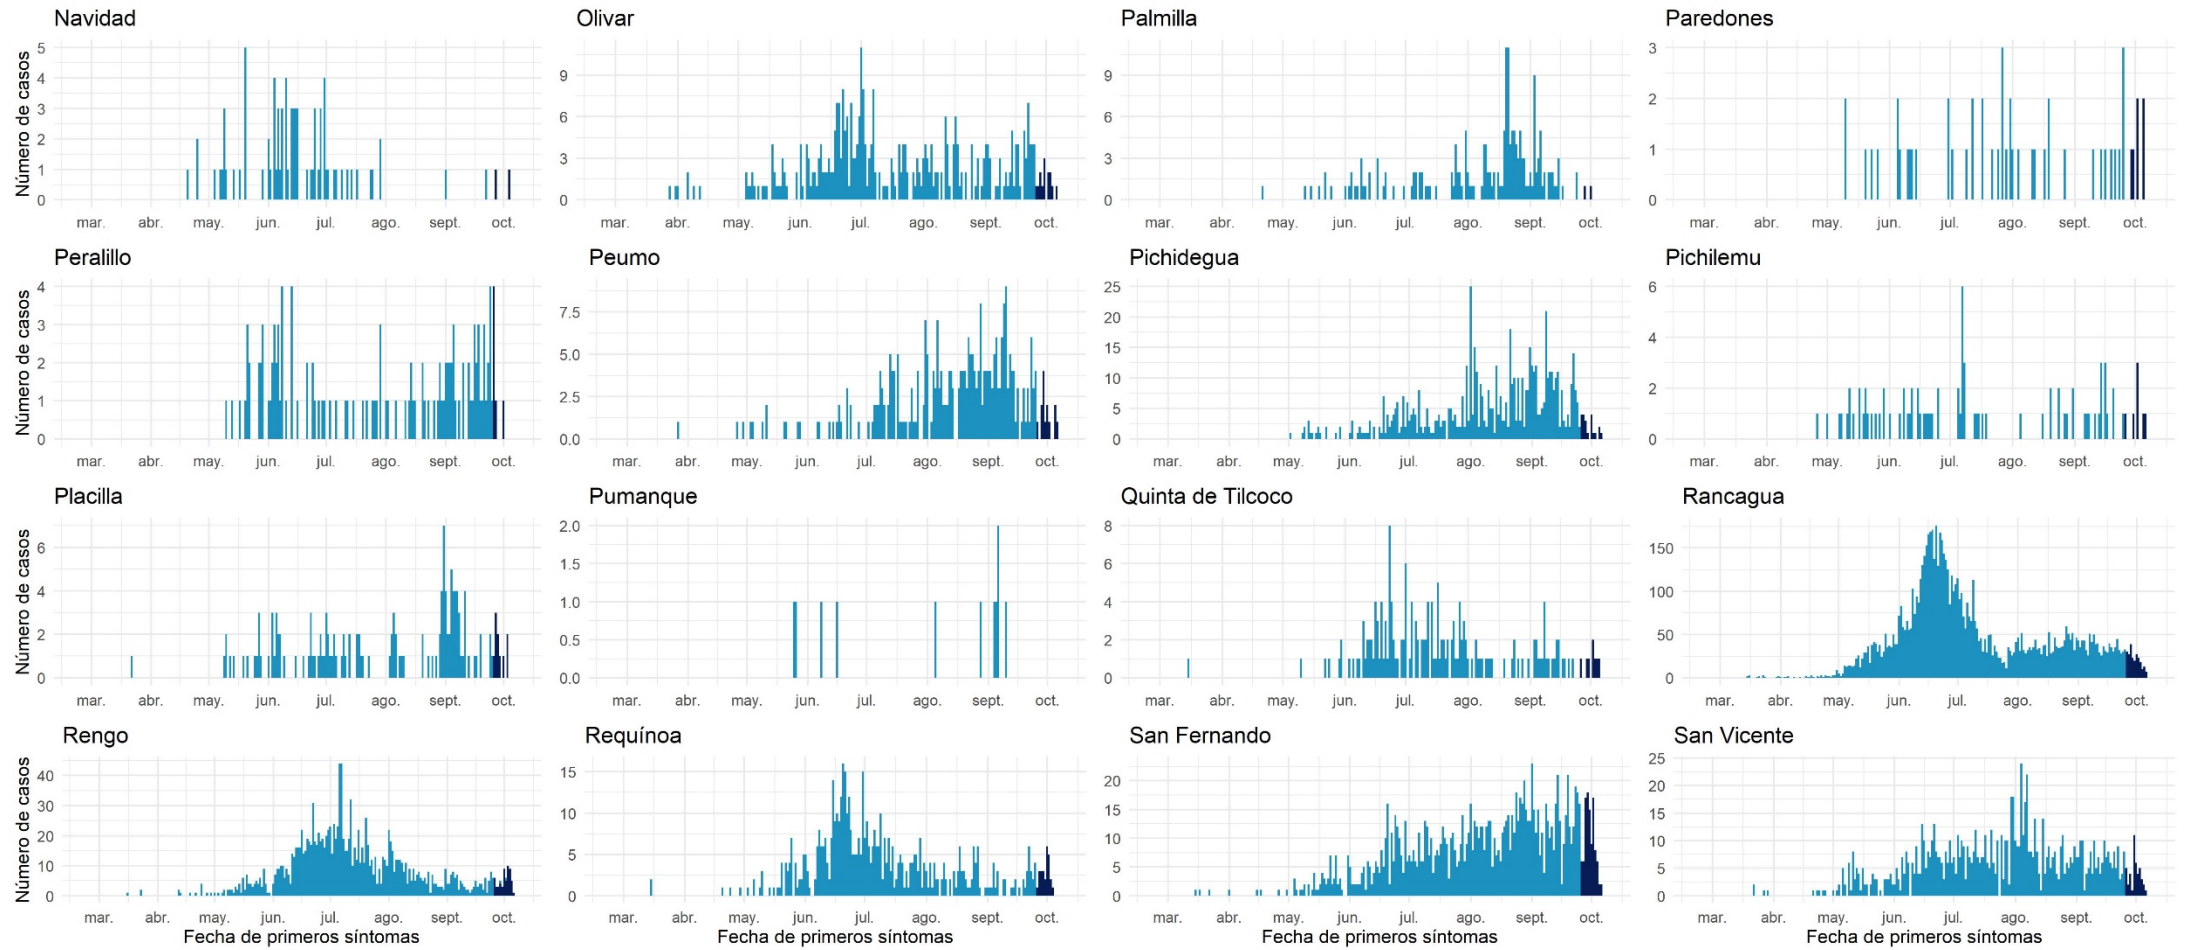 Navidad
Olivar
Palmilla
Paredones
Número de casos
5
4
3
2
1
0
mar. abr. may. jun. jul. ago. sept. oct.
9
6
3
0
mar. abr. may. jun. jul. ago. sept. oct.
9
6
3
0
mar. abr. may. jun. jul. ago. sept. oct.
3
2
1
0
mar. abr. may. jun. jul. ago. sept. oct.
Peralillo
Peumo
Pichidegua
Pichilemu
Número de casos
4
3
2
1
0
mar. abr. may. jun. jul. ago. sept. oct.
7.5
5.0
2.5
0.0
mar. abr. may. jun. jul. ago. sept. oct.
25
20
15
10
5
0
mar. abr. may. jun. jul. ago. sept. oct.
6
4
2
0
mar. abr. may. jun. jul. ago. sept. oct.
Placilla
Pumanque
Quinta de Tilcoco
Rancagua
Número de casos
6
4
2
0
mar. abr. may. jun. jul. ago. sept. oct.
2.0
1.5
1.0
0.5
0.0
mar. abr. may. jun. jul. ago. sept. oct.
8
6
4
2
0
mar. abr. may. jun. jul. ago. sept. oct.
150
100
50
0
mar. abr. may. jun. jul. ago. sept. oct.
Rengo
Requínoa
San Fernando
San Vicente
Número de casos
40
30
20
10
0
mar. abr. may. jun. jul. ago. sept. oct.
Fecha de primeros síntomas
15
10
5
0
mar. abr. may. jun. jul. ago. sept. oct.
Fecha de primeros síntomas
20
15
10
5
0
mar. abr. may. jun. jul. ago. sept. oct.
Fecha de primeros síntomas
25
20
15
10
5
0
mar. abr. may. jun. jul. ago. sept. oct.
Fecha de primeros síntomas